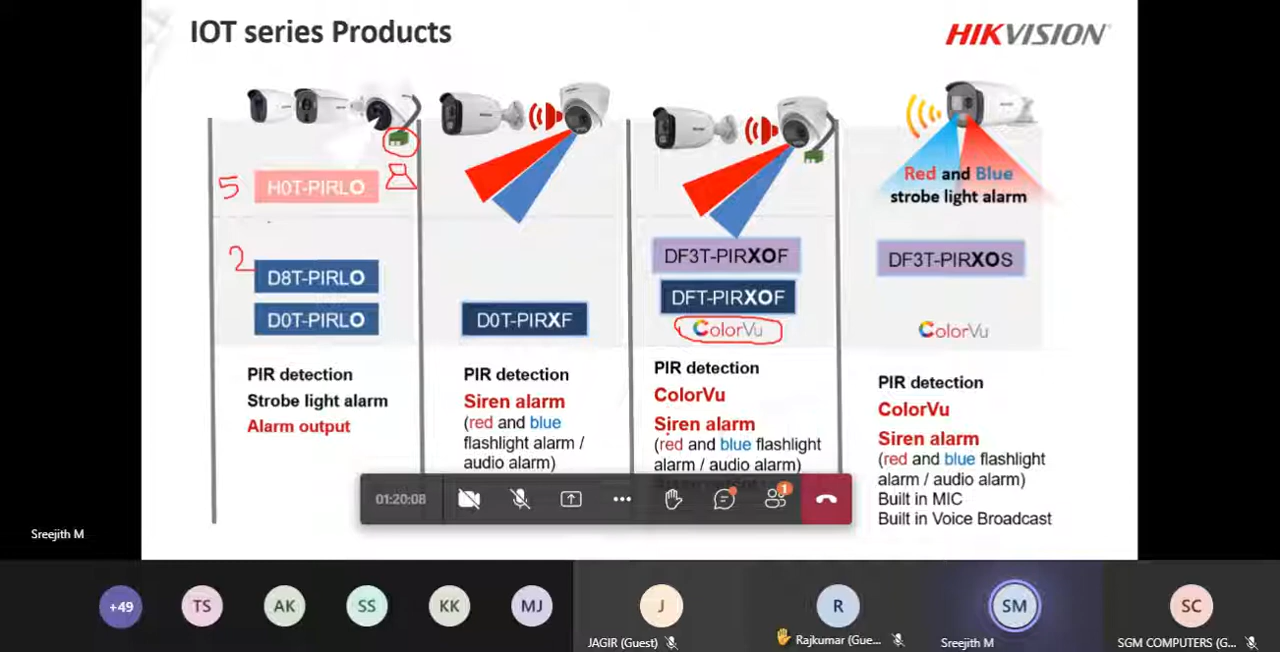 IOT series Products
HIKVISION
5
H0T-PIRLO
2
D8T-PIRLO
D0T-PIRLO
PIR detection
Strobe light alarm
Alarm output
D0T-PIRXF
PIR detection
Siren alarm
(red and blue
flashlight alarm /
audio alarm)
DF3T-PIRXOF
DFT-PIRXOF
ColorVu
PIR detection
ColorVu
Siren alarm
(red and blue flashlight
alarm / audio alarm)
Red and Blue
strobe light alarm
DF3T-PIRXOS
ColorVu
PIR detection
ColorVu
Siren alarm
(red and blue flashlight
alarm / audio alarm)
Built in MIC
Built in Voice Broadcast
01:20:08
1
Sreejith M
+49
TS
AK
SS
KK
MJ
J
JAGIR (Guest)
R
Rajkumar (Gue...
SM
Sreejith M
SC
SGM COMPUTERS (G...